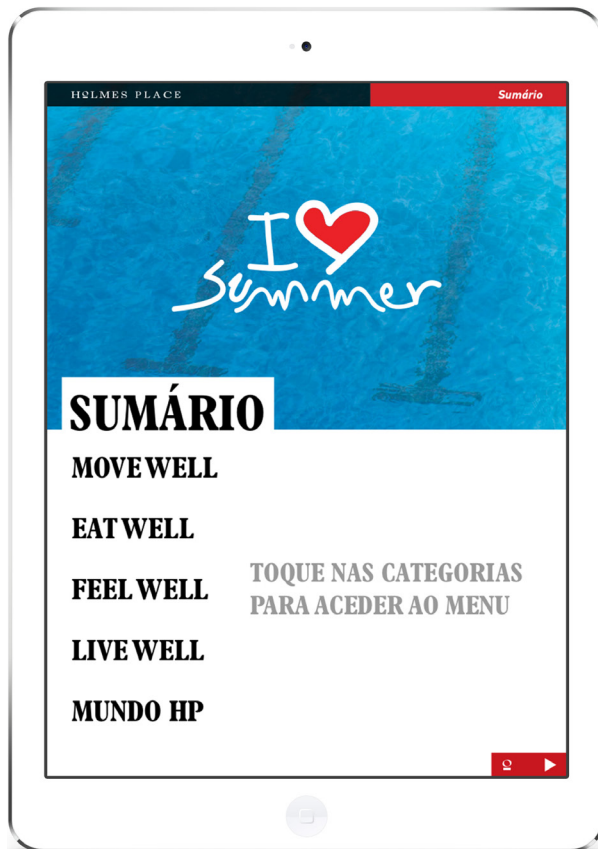 HOLMES PLACE
Sumário
I
summer
SUMÁRIO
MOVE WELL
EAT WELL
FEEL WELL
LIVE WELL
MUNDO HP
TOQUE NAS CATEGORIAS
PARA ACEDER AO MENU